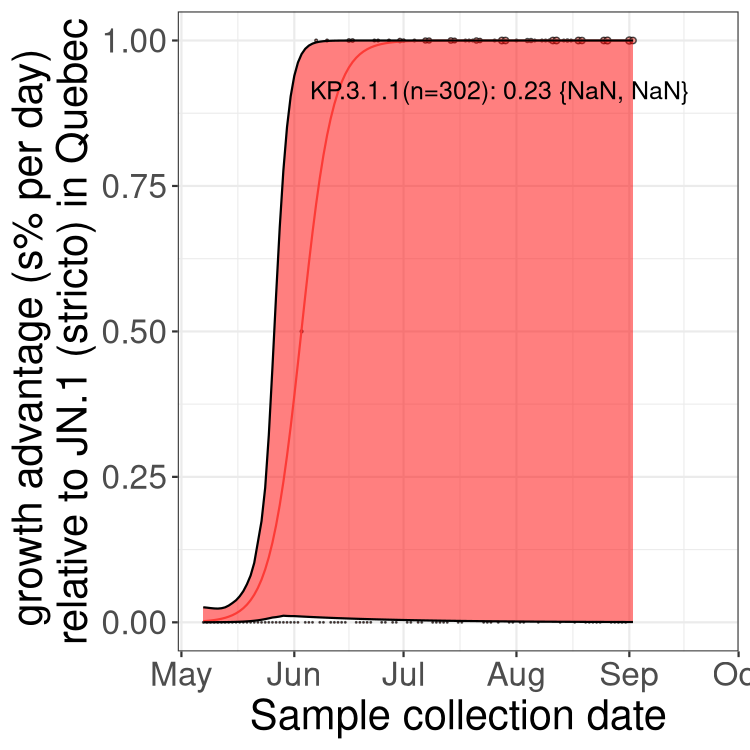 growth advantage (s% per day)
relative to JN.1 (stricto) in Quebec
1.00
0.75
0.50
0.25
0.00
KP.3.1.1(n=302): 0.23 {NaN, NaN}
May Jun Jul Aug Sep Oc
Sample collection date